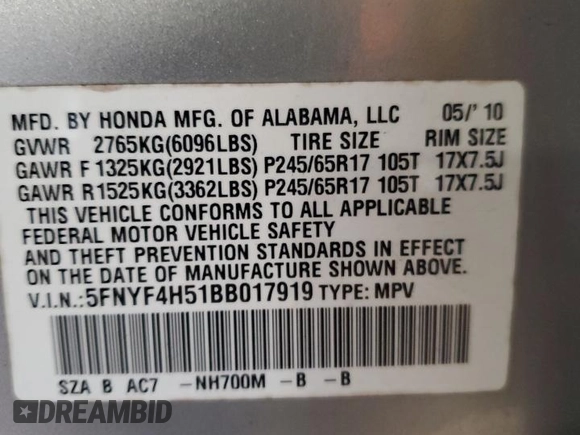 MFD. BY HONDA MFG. OF ALABAMA, LLC 05/'10
GVWR 2765KG(6096LBS) TIRE SIZE RIM SIZE
GAWR F 1325KG(2921LBS) P245/65R17 105T 17X7.5J
GAWR R 1525KG(3362LBS) P245/65R17 105T 17X7.5J
THIS VEHICLE CONFORMS TO ALL APPLICABLE
FEDERAL MOTOR VEHICLE SAFETY
AND THEFT PREVENTION STANDARDS IN EFFECT
ON THE DATE OF MANUFACTURE SHOWN ABOVE.
V.I.N.:5FNYF4H51BB017919 TYPE: MPV
SZA B AC7 -NH700M -B -B
DREAMBID